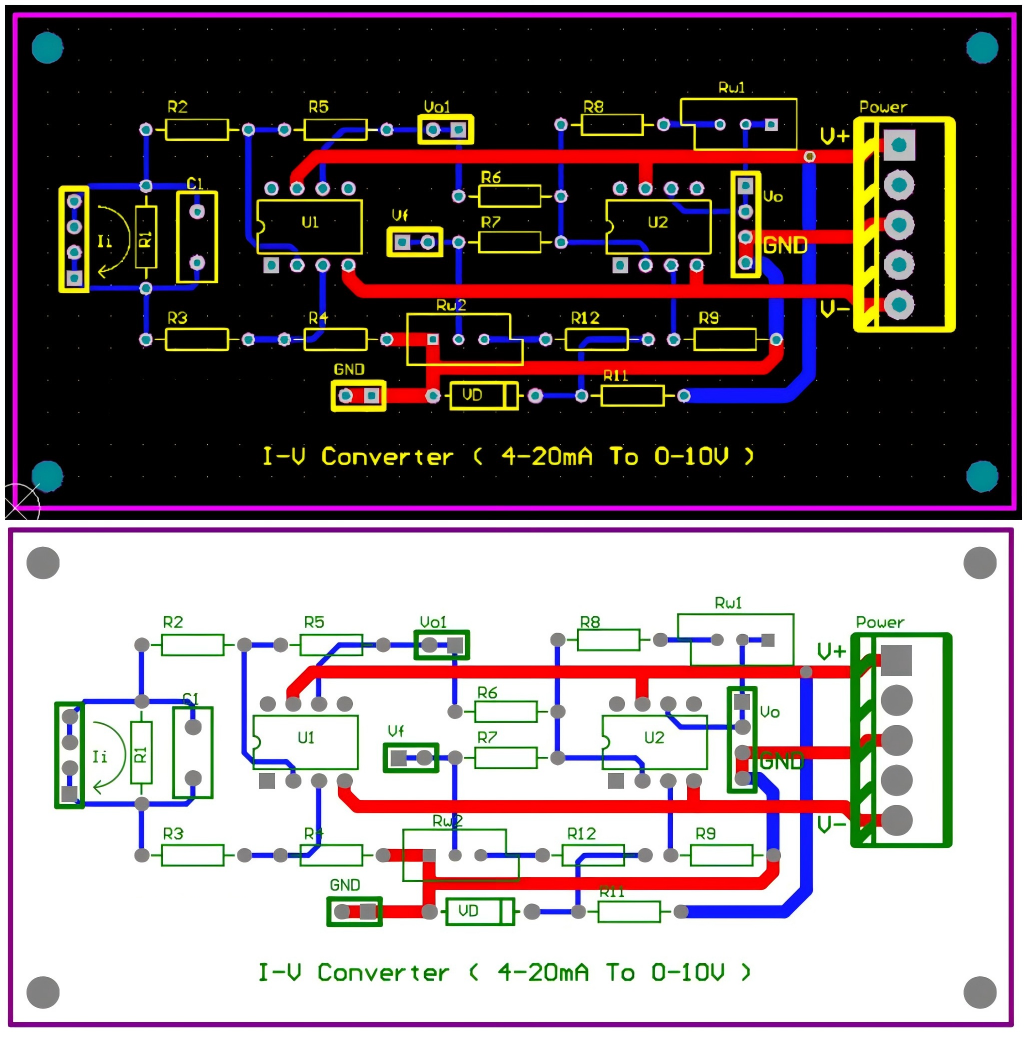 Rw1
R2 R5 Vo1 R8 Power
V+
C1 R6 Vo
Ii R1 U1 Vf R7 U2 GND
Rw2 V-
R3 R4 R12 R9
GND VD R11
I-V Converter ( 4-20mA To 0-10V )
Rw1
R2 R5 Vo1 R8 Power
V+
C1 R6 Vo
Ii R1 U1 Vf R7 U2 GND
Rw2 V-
R3 R4 R12 R9
GND VD R11
I-V Converter ( 4-20mA To 0-10V )